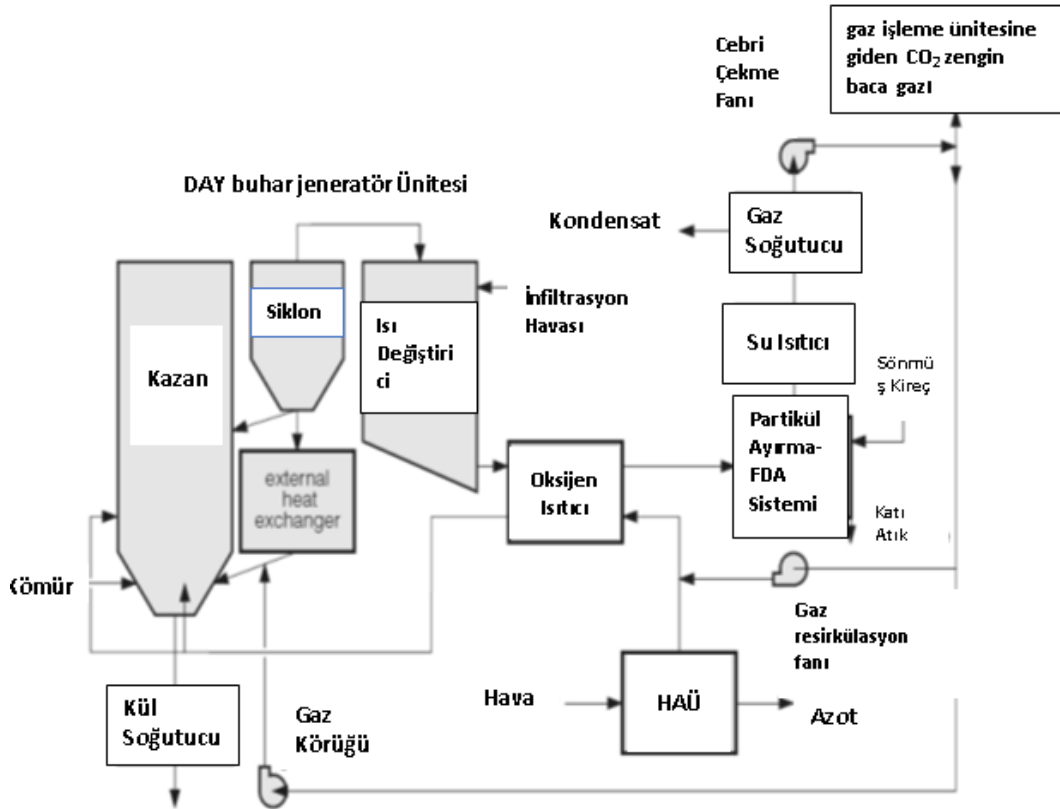 gaz işleme ünitesine
giden CO₂ zengin
baca gazı
Cebri
Çekme
Fanı
DAY buhar jeneratör Ünitesi
Kondensat
Gaz
Soğutucu
Siklon
İnfiltrasyon
Havası
Isı
Değiştiri
ci
Su Isıtıcı
Kazan
Sönmü
ş Kireç
Partikül
Ayırma-
FDA
Sistemi
external
heat
exchanger
Oksijen
Isıtıcı
Katı
Atık
Kömür
Gaz
resirkülasyon
fanı
Hava
HAÜ
Azot
Kül
Soğutucu
Gaz
Körüğü